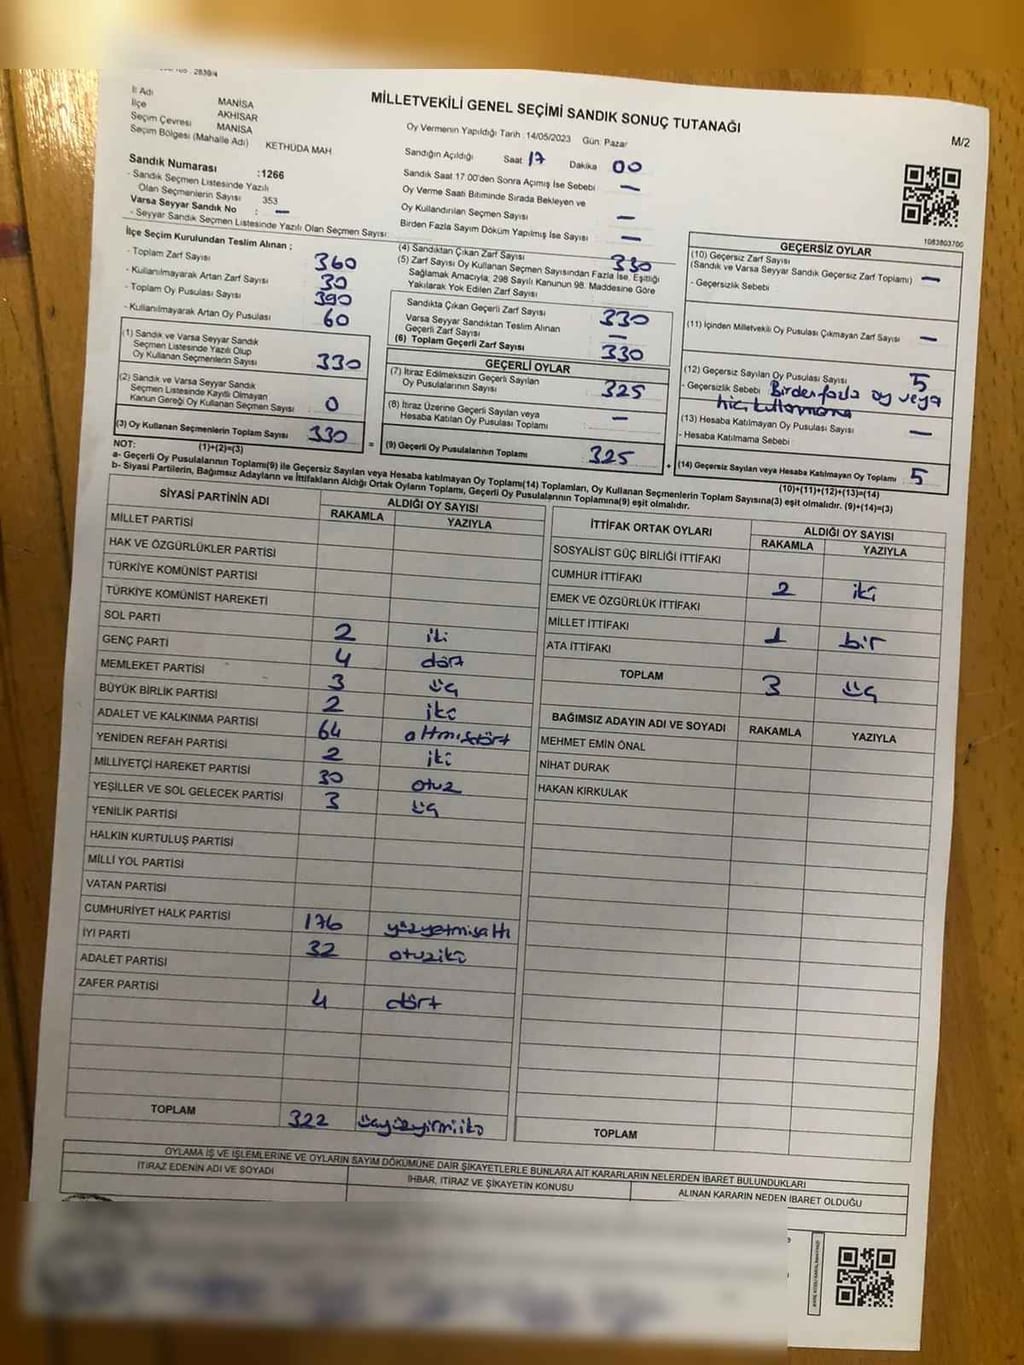 2839/4
İl Adı MANİSA
İlçe AKHİSAR
Seçim Çevresi MANİSA
Seçim Bölgesi (Mahalle Adı) KETHÜDA MAH
MİLLETVEKİLİ GENEL SEÇİMİ SANDIK SONUÇ TUTANAĞI
M/2
Oy Vermenin Yapıldığı Tarih : 14/05/2023 Gün: Pazar
Sandığın Açıldığı Saat 17 Dakika 00
Sandık Saat 17.00'den Sonra Açımış İse Sebebi –
Oy Verme Saati Bitiminde Sırada Bekleyen ve
Oy Kullandırılan Seçmen Sayısı –
Birden Fazla Sayım Döküm Yapılmış İse Sayısı –
Sandık Numarası : 1266
- Sandık Seçmen Listesinde Yazılı
Olan Seçmenlerin Sayısı 353
Varsa Seyyar Sandık No : –
- Seyyar Sandık Seçmen Listesinde Yazılı Olan Seçmen Sayısı:
1083803700
İlçe Seçim Kurulundan Teslim Alınan ;
- Toplam Zarf Sayısı 360
- Kullanılmayarak Artan Zarf Sayısı 30
- Toplam Oy Pusulası Sayısı 390
- Kullanılmayarak Artan Oy Pusulası 60
(1) Sandık ve Varsa Seyyar Sandık
Seçmen Listesinde Yazılı Olup
Oy Kullanan Seçmenlerin Sayısı 330
(2) Sandık ve Varsa Seyyar Sandık
Seçmen Listesinde Kayıtlı Olmayan
Kanun Gereği Oy Kullanan Seçmen Sayısı 0
(3) Oy Kullanan Seçmenlerin Toplam Sayısı 330
(1)+(2)=(3)
(4) Sandıktan Çıkan Zarf Sayısı 330
(5) Zarf Sayısı Oy Kullanan Seçmen Sayısından Fazla İse, Eşitliği
Sağlamak Amacıyla, 298 Sayılı Kanunun 98. Maddesine Göre
Yakılarak Yok Edilen Zarf Sayısı
Sandıkta Çıkan Geçerli Zarf Sayısı 330
Varsa Seyyar Sandıktan Teslim Alınan
Geçerli Zarf Sayısı –
(6) Toplam Geçerli Zarf Sayısı 330
GEÇERLİ OYLAR
(7) İtiraz Edilmeksizin Geçerli Sayılan
Oy Pusulalarının Sayısı 325
(8) İtiraz Üzerine Geçerli Sayılan veya
Hesaba Katılan Oy Pusulası Toplamı –
= (9) Geçerli Oy Pusulalarının Toplamı 325 +
GEÇERSİZ OYLAR
(10) Geçersiz Zarf Sayısı
(Sandık ve Varsa Seyyar Sandık Geçersiz Zarf Toplamı) –
- Geçersizlik Sebebi
(11) İçinden Milletvekili Oy Pusulası Çıkmayan Zarf Sayısı –
(12) Geçersiz Sayılan Oy Pusulası Sayısı 5
- Geçersizlik Sebebi Birden fazla oy veya
hiç kullanmama
(13) Hesaba Katılmayan Oy Pusulası Sayısı –
- Hesaba Katılmama Sebebi
(14) Geçersiz Sayılan veya Hesaba Katılmayan Oy Toplamı 5
(10)+(11)+(12)+(13)=(14)
NOT:
a- Geçerli Oy Pusulalarının Toplamı(9) ile Geçersiz Sayılan veya Hesaba katılmayan Oy Toplamı(14) Toplamları, Oy Kullanan Seçmenlerin Toplam Sayısına(3) eşit olmalıdır. (9)+(14)=(3)
b- Siyasi Partilerin, Bağımsız Adayların ve İttifakların Aldığı Ortak Oyların Toplamı, Geçerli Oy Pusulalarının Toplamına(9) eşit olmalıdır.
SİYASİ PARTİNİN ADI ALDIĞI OY SAYISI
RAKAMLA YAZIYLA
MİLLET PARTİSİ
HAK VE ÖZGÜRLÜKLER PARTİSİ
TÜRKİYE KOMÜNİST PARTİSİ
TÜRKİYE KOMÜNİST HAREKETİ
SOL PARTİ
GENÇ PARTİ 2 iki
MEMLEKET PARTİSİ 4 dört
BÜYÜK BİRLİK PARTİSİ 3 üç
ADALET VE KALKINMA PARTİSİ 2 iki
YENİDEN REFAH PARTİSİ 64 altmışdört
MİLLİYETÇİ HAREKET PARTİSİ 2 iki
YEŞİLLER VE SOL GELECEK PARTİSİ 30 otuz
YENİLİK PARTİSİ 3 üç
HALKIN KURTULUŞ PARTİSİ
MİLLİ YOL PARTİSİ
VATAN PARTİSİ
CUMHURİYET HALK PARTİSİ 176 yüzyetmişaltı
İYİ PARTİ 32 otuziki
ADALET PARTİSİ
ZAFER PARTİSİ 4 dört
TOPLAM 322 üçyüzyirmiiki
İTTİFAK ORTAK OYLARI ALDIĞI OY SAYISI
RAKAMLA YAZIYLA
SOSYALİST GÜÇ BİRLİĞİ İTTİFAKI
CUMHUR İTTİFAKI 2 iki
EMEK VE ÖZGÜRLÜK İTTİFAKI
MİLLET İTTİFAKI 1 bir
ATA İTTİFAKI
TOPLAM 3 üç
BAĞIMSIZ ADAYIN ADI VE SOYADI RAKAMLA YAZIYLA
MEHMET EMİN ÖNAL
NİHAT DURAK
HAKAN KIRKULAK
TOPLAM
OYLAMA İŞ VE İŞLEMLERİNE VE OYLARIN SAYIM DÖKÜMÜNE DAİR ŞİKAYETLERLE BUNLARA AİT KARARLARIN NELERDEN İBARET BULUNDUKLARI
İTİRAZ EDENİN ADI VE SOYADI İHBAR, İTİRAZ VE ŞİKAYETİN KONUSU ALINAN KARARIN NEDEN İBARET OLDUĞU